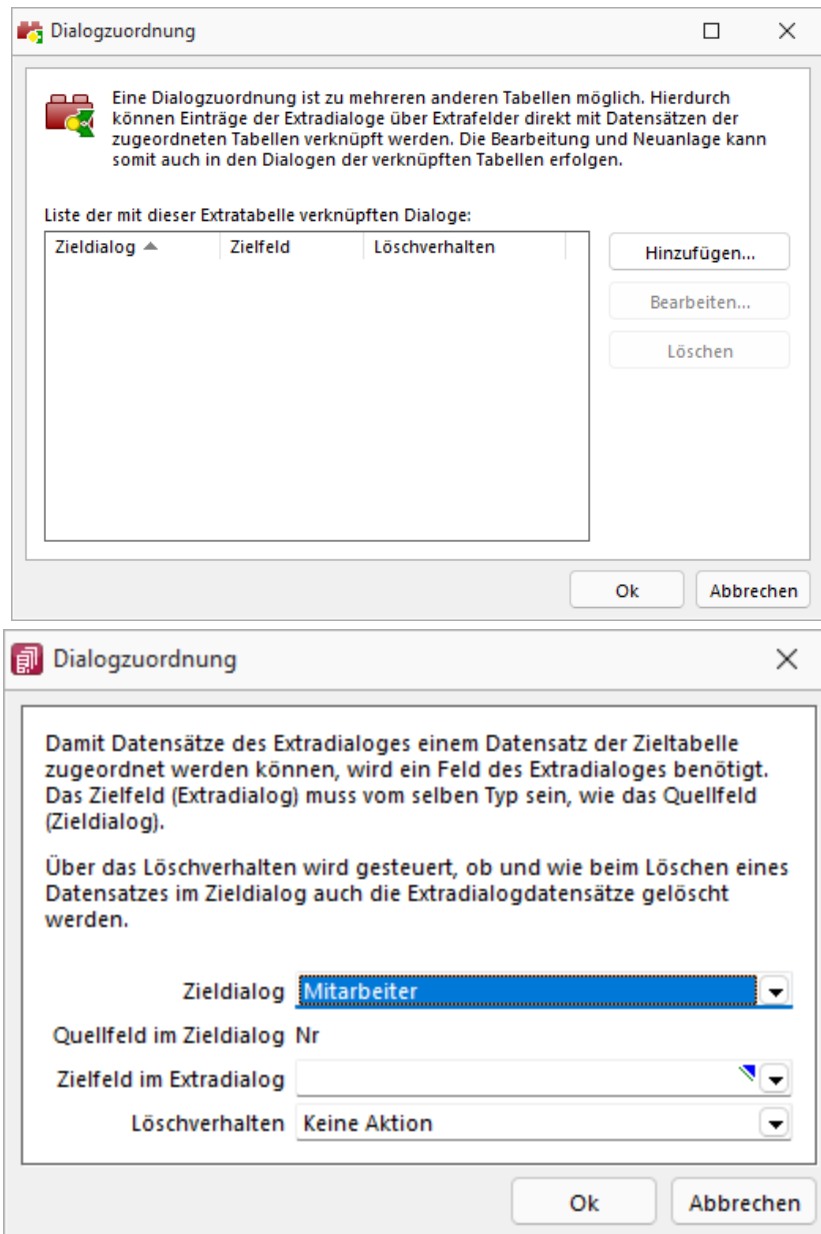 Dialogzuordnung
Eine Dialogzuordnung ist zu mehreren anderen Tabellen möglich. Hierdurch
können Einträge der Extradialoge über Extrafelder direkt mit Datensätzen der
zugeordneten Tabellen verknüpft werden. Die Bearbeitung und Neuanlage kann
somit auch in den Dialogen der verknüpften Tabellen erfolgen.
Liste der mit dieser Extratabelle verknüpften Dialoge:
Zieldialog Zielfeld Löschverhalten
Hinzufügen...
Bearbeiten...
Löschen
Ok Abbrechen
Dialogzuordnung
Damit Datensätze des Extradialoges einem Datensatz der Zieltabelle
zugeordnet werden können, wird ein Feld des Extradialoges benötigt.
Das Zielfeld (Extradialog) muss vom selben Typ sein, wie das Quellfeld
(Zieldialog).
Über das Löschverhalten wird gesteuert, ob und wie beim Löschen eines
Datensatzes im Zieldialog auch die Extradialogdatensätze gelöscht
werden.
Zieldialog Mitarbeiter
Quellfeld im Zieldialog Nr
Zielfeld im Extradialog
Löschverhalten Keine Aktion
Ok Abbrechen